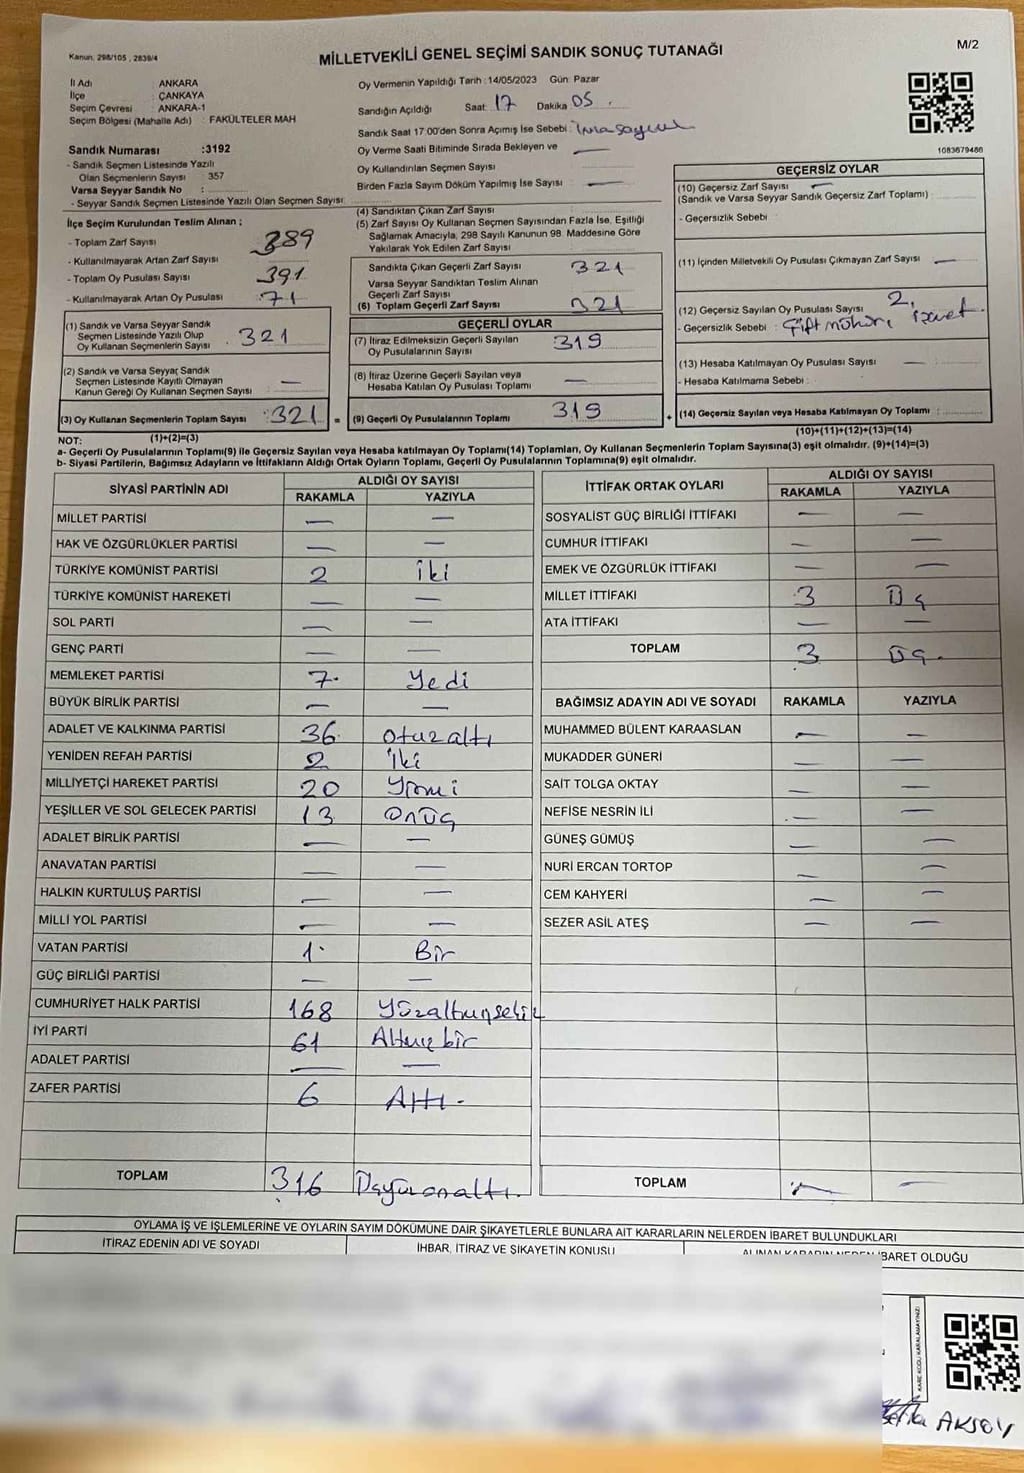 Kanun, 298/105 , 2839/4
MİLLETVEKİLİ GENEL SEÇİMİ SANDIK SONUÇ TUTANAĞI
M/2
İl Adı : ANKARA
İlçe : ÇANKAYA
Seçim Çevresi : ANKARA-1
Seçim Bölgesi (Mahalle Adı) : FAKÜLTELER MAH
Sandık Numarası :3192
- Sandık Seçmen Listesinde Yazılı
Olan Seçmenlerin Sayısı : 357
Varsa Seyyar Sandık No :
- Seyyar Sandık Seçmen Listesinde Yazılı Olan Seçmen Sayısı:
Oy Vermenin Yapıldığı Tarih :14/05/2023 Gün: Pazar
Sandığın Açıldığı Saat: 17 Dakika 05 .
Sandık Saat 17:00'den Sonra Açımış İse Sebebi :
Oy Verme Saati Bitiminde Sırada Bekleyen ve —
Oy Kullandırılan Seçmen Sayısı
Birden Fazla Sayım Döküm Yapılmış İse Sayısı —
1083679486
İlçe Seçim Kurulundan Teslim Alınan ;
- Toplam Zarf Sayısı 389
- Kullanılmayarak Artan Zarf Sayısı
- Toplam Oy Pusulası Sayısı 391
- Kullanılmayarak Artan Oy Pusulası : 71
(1) Sandık ve Varsa Seyyar Sandık
Seçmen Listesinde Yazılı Olup
Oy Kullanan Seçmenlerin Sayısı 321
(2) Sandık ve Varsa Seyyar Sandık
Seçmen Listesinde Kayıtlı Olmayan
Kanun Gereği Oy Kullanan Seçmen Sayısı —
(3) Oy Kullanan Seçmenlerin Toplam Sayısı : 321 =
(1)+(2)=(3)
(4) Sandıktan Çıkan Zarf Sayısı
(5) Zarf Sayısı Oy Kullanan Seçmen Sayısından Fazla İse, Eşitliği
Sağlamak Amacıyla, 298 Sayılı Kanunun 98. Maddesine Göre
Yakılarak Yok Edilen Zarf Sayısı
Sandıkta Çıkan Geçerli Zarf Sayısı 321
Varsa Seyyar Sandıktan Teslim Alınan
Geçerli Zarf Sayısı
(6) Toplam Geçerli Zarf Sayısı 321
GEÇERLİ OYLAR
(7) İtiraz Edilmeksizin Geçerli Sayılan
Oy Pusulalarının Sayısı 319
(8) İtiraz Üzerine Geçerli Sayılan veya
Hesaba Katılan Oy Pusulası Toplamı —
(9) Geçerli Oy Pusulalarının Toplamı 319 +
GEÇERSİZ OYLAR
(10) Geçersiz Zarf Sayısı —
(Sandık ve Varsa Seyyar Sandık Geçersiz Zarf Toplamı) :
- Geçersizlik Sebebi :
(11) İçinden Milletvekili Oy Pusulası Çıkmayan Zarf Sayısı —
(12) Geçersiz Sayılan Oy Pusulası Sayısı 2,
- Geçersizlik Sebebi : Çift mühür, işaret.
(13) Hesaba Katılmayan Oy Pusulası Sayısı —
- Hesaba Katılmama Sebebi :
(14) Geçersiz Sayılan veya Hesaba Katılmayan Oy Toplamı :
(10)+(11)+(12)+(13)=(14)
NOT:
a- Geçerli Oy Pusulalarının Toplamı(9) ile Geçersiz Sayılan veya Hesaba katılmayan Oy Toplamı(14) Toplamları, Oy Kullanan Seçmenlerin Toplam Sayısına(3) eşit olmalıdır. (9)+(14)=(3)
b- Siyasi Partilerin, Bağımsız Adayların ve İttifakların Aldığı Ortak Oyların Toplamı, Geçerli Oy Pusulalarının Toplamına(9) eşit olmalıdır.
SİYASİ PARTİNİN ADI ALDIĞI OY SAYISI
RAKAMLA YAZIYLA
MİLLET PARTİSİ — —
HAK VE ÖZGÜRLÜKLER PARTİSİ — —
TÜRKİYE KOMÜNİST PARTİSİ 2 İki
TÜRKİYE KOMÜNİST HAREKETİ — —
SOL PARTİ — —
GENÇ PARTİ — —
MEMLEKET PARTİSİ 7. Yedi
BÜYÜK BİRLİK PARTİSİ — —
ADALET VE KALKINMA PARTİSİ 36 otuzaltı
YENİDEN REFAH PARTİSİ 2 İki
MİLLİYETÇİ HAREKET PARTİSİ 20 Yirmi
YEŞİLLER VE SOL GELECEK PARTİSİ 13 onüç
ADALET BİRLİK PARTİSİ — —
ANAVATAN PARTİSİ — —
HALKIN KURTULUŞ PARTİSİ — —
MİLLİ YOL PARTİSİ — —
VATAN PARTİSİ 1. Bir
GÜÇ BİRLİĞİ PARTİSİ — —
CUMHURİYET HALK PARTİSİ 168 Yüzaltmışsekiz
İYİ PARTİ 61 Altmışbir
ADALET PARTİSİ — —
ZAFER PARTİSİ 6 Altı.
TOPLAM 316 Üçyüzonaltı.
İTTİFAK ORTAK OYLARI ALDIĞI OY SAYISI
RAKAMLA YAZIYLA
SOSYALİST GÜÇ BİRLİĞİ İTTİFAKI — —
CUMHUR İTTİFAKI — —
EMEK VE ÖZGÜRLÜK İTTİFAKI — —
MİLLET İTTİFAKI 3 Üç
ATA İTTİFAKI — —
TOPLAM 3 Üç.
BAĞIMSIZ ADAYIN ADI VE SOYADI RAKAMLA YAZIYLA
MUHAMMED BÜLENT KARAASLAN — —
MUKADDER GÜNERİ — —
SAİT TOLGA OKTAY — —
NEFİSE NESRİN İLİ — —
GÜNEŞ GÜMÜŞ — —
NURİ ERCAN TORTOP — —
CEM KAHYERİ — —
SEZER ASİL ATEŞ — —
TOPLAM — —
OYLAMA İŞ VE İŞLEMLERİNE VE OYLARIN SAYIM DÖKÜMÜNE DAİR ŞİKAYETLERLE BUNLARA AİT KARARLARIN NELERDEN İBARET BULUNDUKLARI
İTİRAZ EDENİN ADI VE SOYADI İHBAR, İTİRAZ VE ŞİKAYETİN KONUSU ALINAN KARARIN NEDEN İBARET OLDUĞU
KARE KODU KARALAMAYINIZ!
AKSOY